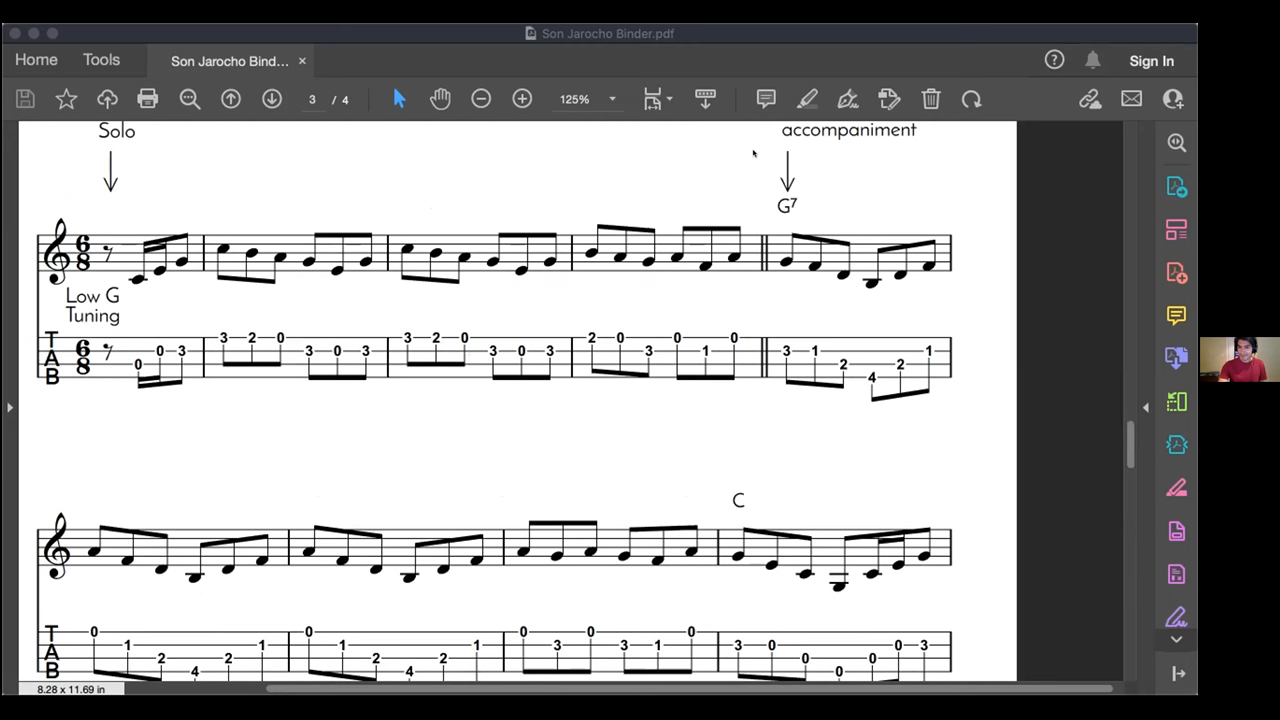 Son Jarocho Binder.pdf
Home Tools Son Jarocho Bind... × Sign In
3 / 4 125%
Solo accompaniment
G7
6 8
Low G
Tuning
T A B 6 8 0 0 3 3 2 0 3 0 3 3 2 0 3 0 3 2 0 3 0 1 0 3 1 2 4 2 1
C
T A B 0 1 2 4 2 1 0 1 2 4 2 1 0 3 0 3 1 0 3 0 0 0 0 0 3
8.28 x 11.69 in